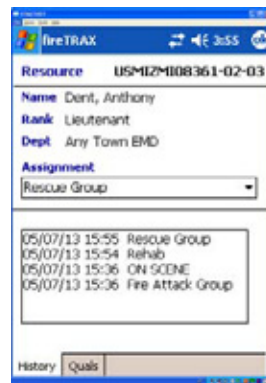 fireTRAX 3:55 ok
Resource USMIZMI08361-02-03
Name Dent, Anthony
Rank Lieutenant
Dept Any Town EMD
Assignment
Rescue Group
05/07/13 15:55 Rescue Group
05/07/13 15:54 Rehab
05/07/13 15:36 ON SCENE
05/07/13 15:36 Fire Attack Group
History Quals